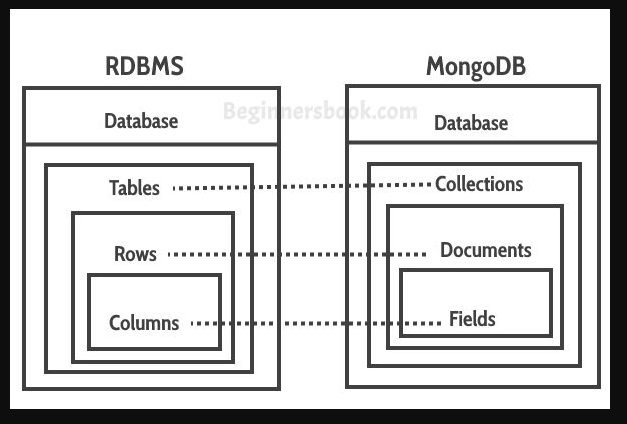 RDBMS
MongoDB
Beginnersbook.com
Database
Database
Tables
Collections
Rows
Documents
Columns
Fields